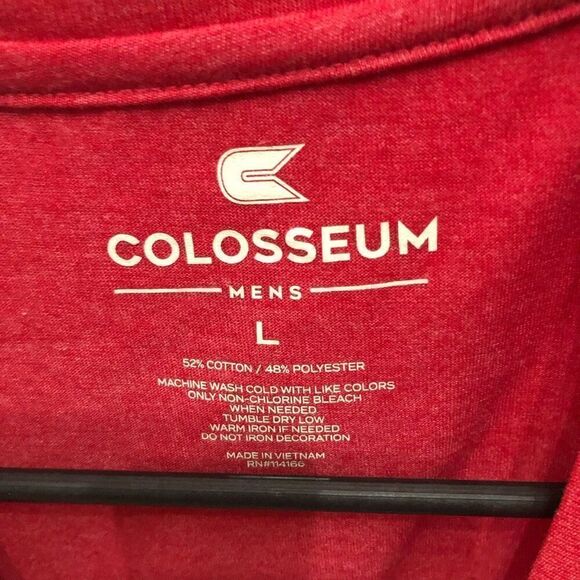 COLOSSEUM
MENS
L
52% COTTON / 48% POLYESTER
MACHINE WASH COLD WITH LIKE COLORS
ONLY NON-CHLORINE BLEACH
WHEN NEEDED
TUMBLE DRY LOW
WARM IRON IF NEEDED
DO NOT IRON DECORATION
MADE IN VIETNAM
RN#114166